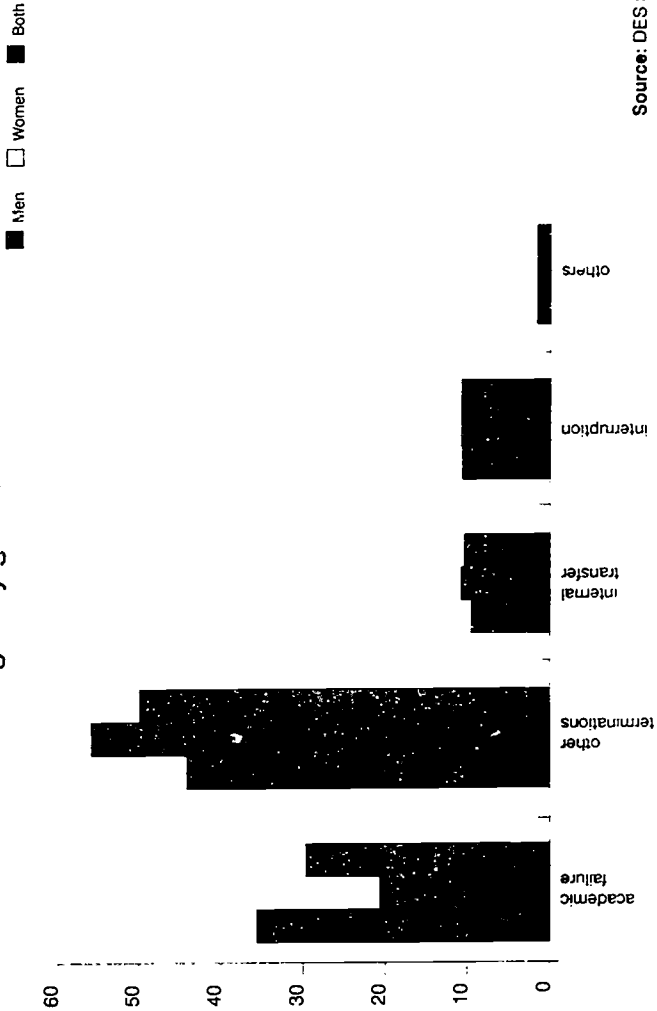 Men Women Both
60
50
40
30
20
10
0
academic
failure
other
terminations
internal
transfer
interruption
others
Source: DES